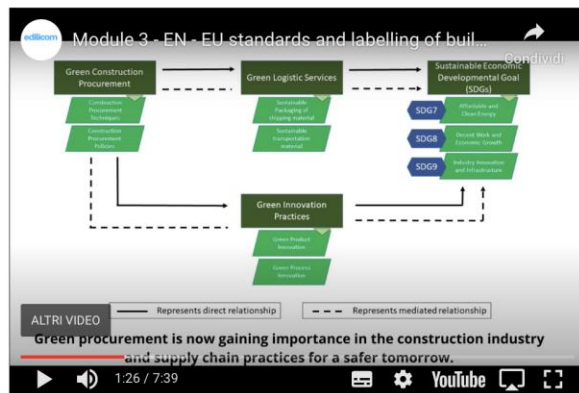 edilicom
Module 3 - EN - EU standards and labelling of buil...
Condividi
Green Construction
Procurement
Construction
Procurement
Techniques
Construction
Procurement
Policies
Green Logistic Services
Sustainable
Packaging of
shipping material
Sustainable
transportation
material
Sustainable Economic
Developmental Goal
(SDGs)
SDG7
Affordable and
Clean Energy
SDG8
Decent Work and
Economic Growth
SDG9
Industry Innovation
and Infrastructure
Green Innovation
Practices
Green Product
Innovation
Green Process
Innovation
Represents direct relationship
Represents mediated relationship
ALTRI VIDEO
Green procurement is now gaining importance in the construction industry
and supply chain practices for a safer tomorrow.
1:26 / 7:39
YouTube